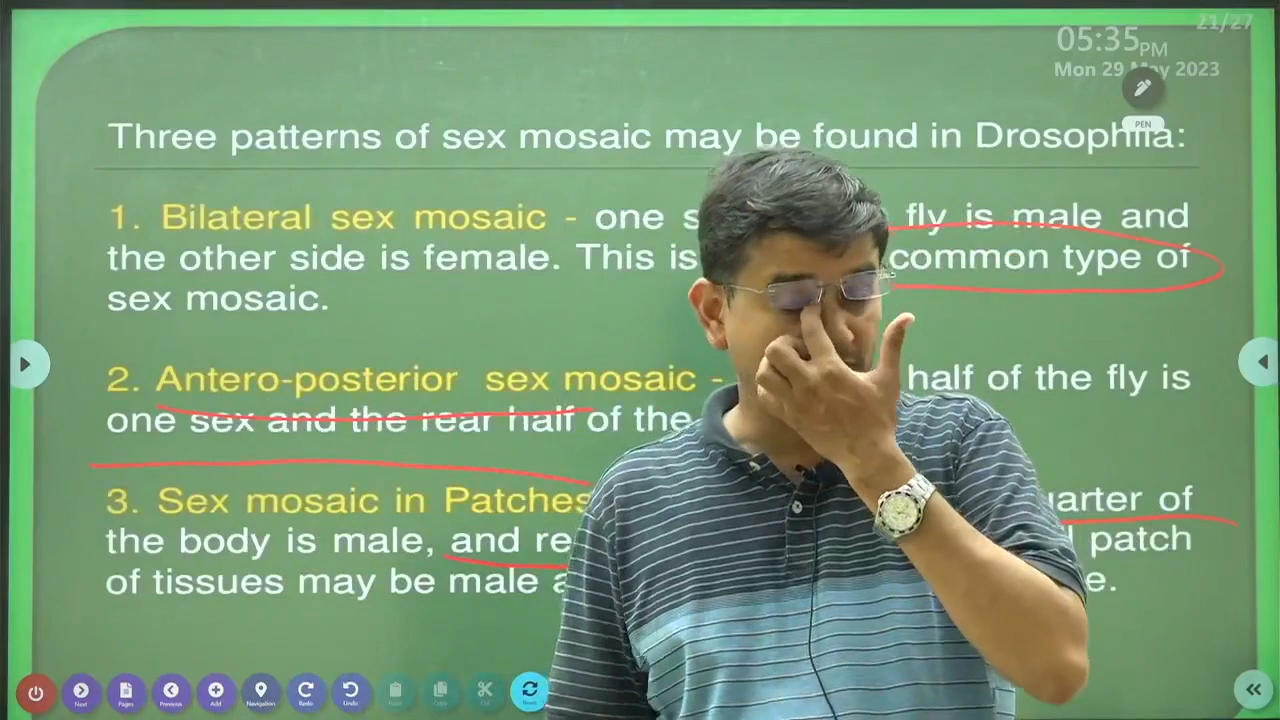 21/27
05:35PM
Mon 29 May 2023
PEN
Three patterns of sex mosaic may be found in Drosophila:
1. Bilateral sex mosaic - one fly is male and
the other side is female. This is common type of
sex mosaic.
2. Antero-posterior sex mosaic - half of the fly is
one sex and the rear half of the
3. Sex mosaic in Patches of
the body is male, and patch
of tissues may be male
Next
Pages
Previous
Add
Navigation
Redo
Undo
Paste
Copy
Cut